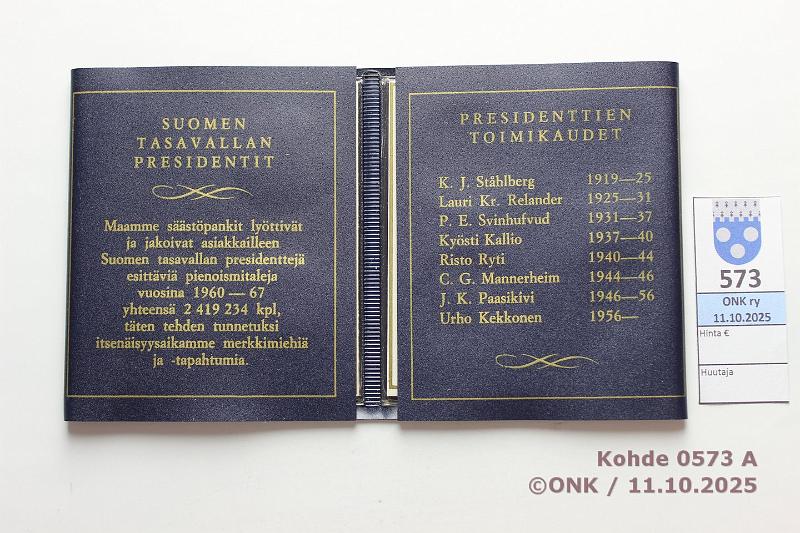 SUOMEN
TASAVALLAN
PRESIDENTIT
Maamme säästöpankit lyöttivät
ja jakoivat asiakkailleen
Suomen tasavallan presidenttejä
esittäviä pienoismitaleja
vuosina 1960 — 67
yhteensä 2 419 234 kpl,
täten tehden tunnetuksi
itsenäisyysaikamme merkkimiehiä
ja -tapahtumia.
PRESIDENTTIEN
TOIMIKAUDET
K. J. Ståhlberg 1919—25
Lauri Kr. Relander 1925—31
P. E. Svinhufvud 1931—37
Kyösti Kallio 1937—40
Risto Ryti 1940—44
C. G. Mannerheim 1944—46
J. K. Paasikivi 1946—56
Urho Kekkonen 1956—
573
ONK ry
11.10.2025
Hinta €
Huutaja
Kohde 0573 A
©ONK / 11.10.2025